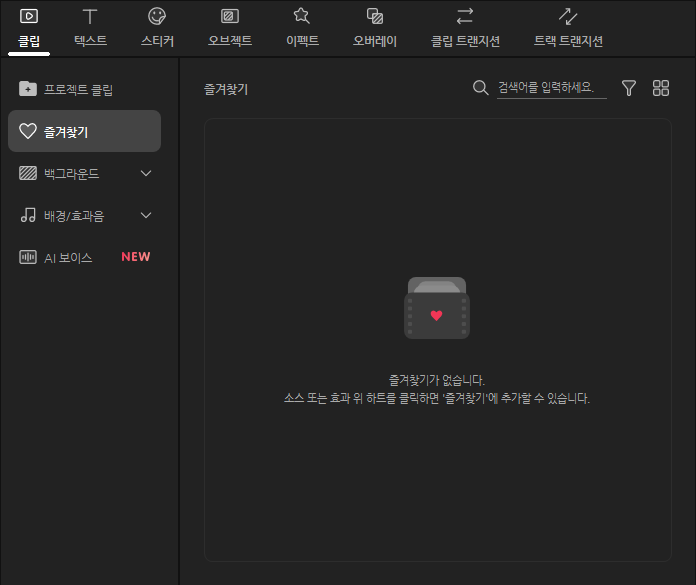 클립
텍스트
스티커
오브젝트
이펙트
오버레이
클립 트랜지션
트랙 트랜지션
프로젝트 클립
즐겨찾기
백그라운드
배경/효과음
AI 보이스 NEW
즐겨찾기
검색어를 입력하세요.
즐겨찾기가 없습니다.
소스 또는 효과 위 하트를 클릭하면 '즐겨찾기'에 추가할 수 있습니다.